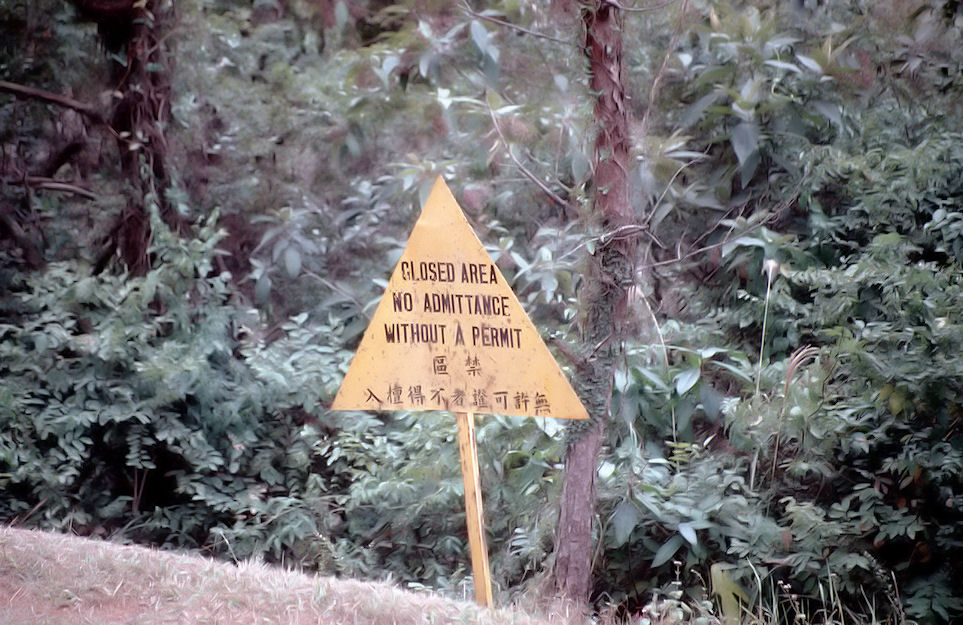 CLOSED AREA
NO ADMITTANCE
WITHOUT A PERMIT
禁區
無許可證者不得擅入